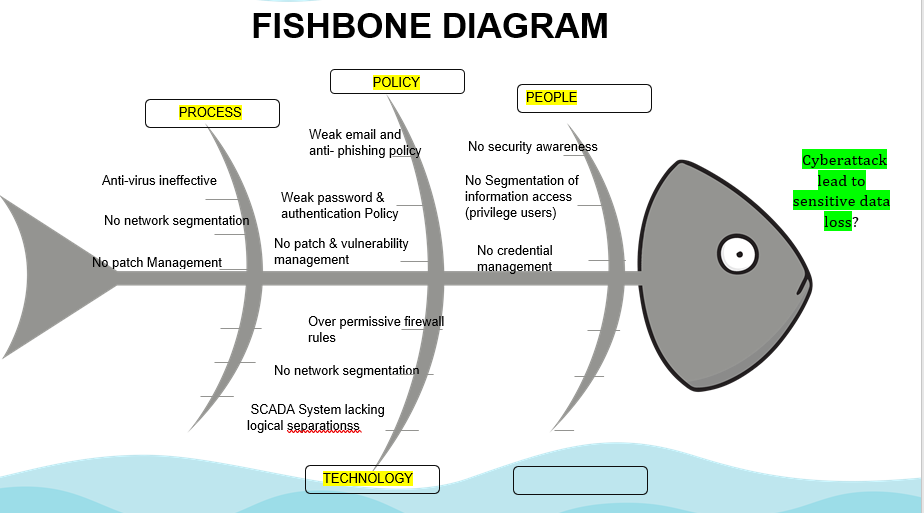 FISHBONE DIAGRAM
PROCESS
POLICY
PEOPLE
Anti-virus ineffective
No network segmentation
No patch Management
Weak email and
anti- phishing policy
Weak password &
authentication Policy
No patch & vulnerability
management
No security awareness
No Segmentation of
information access
(privilege users)
No credential
management
Cyberattack
lead to
sensitive data
loss?
Over permissive firewall
rules
No network segmentation
SCADA System lacking
logical separationss
TECHNOLOGY